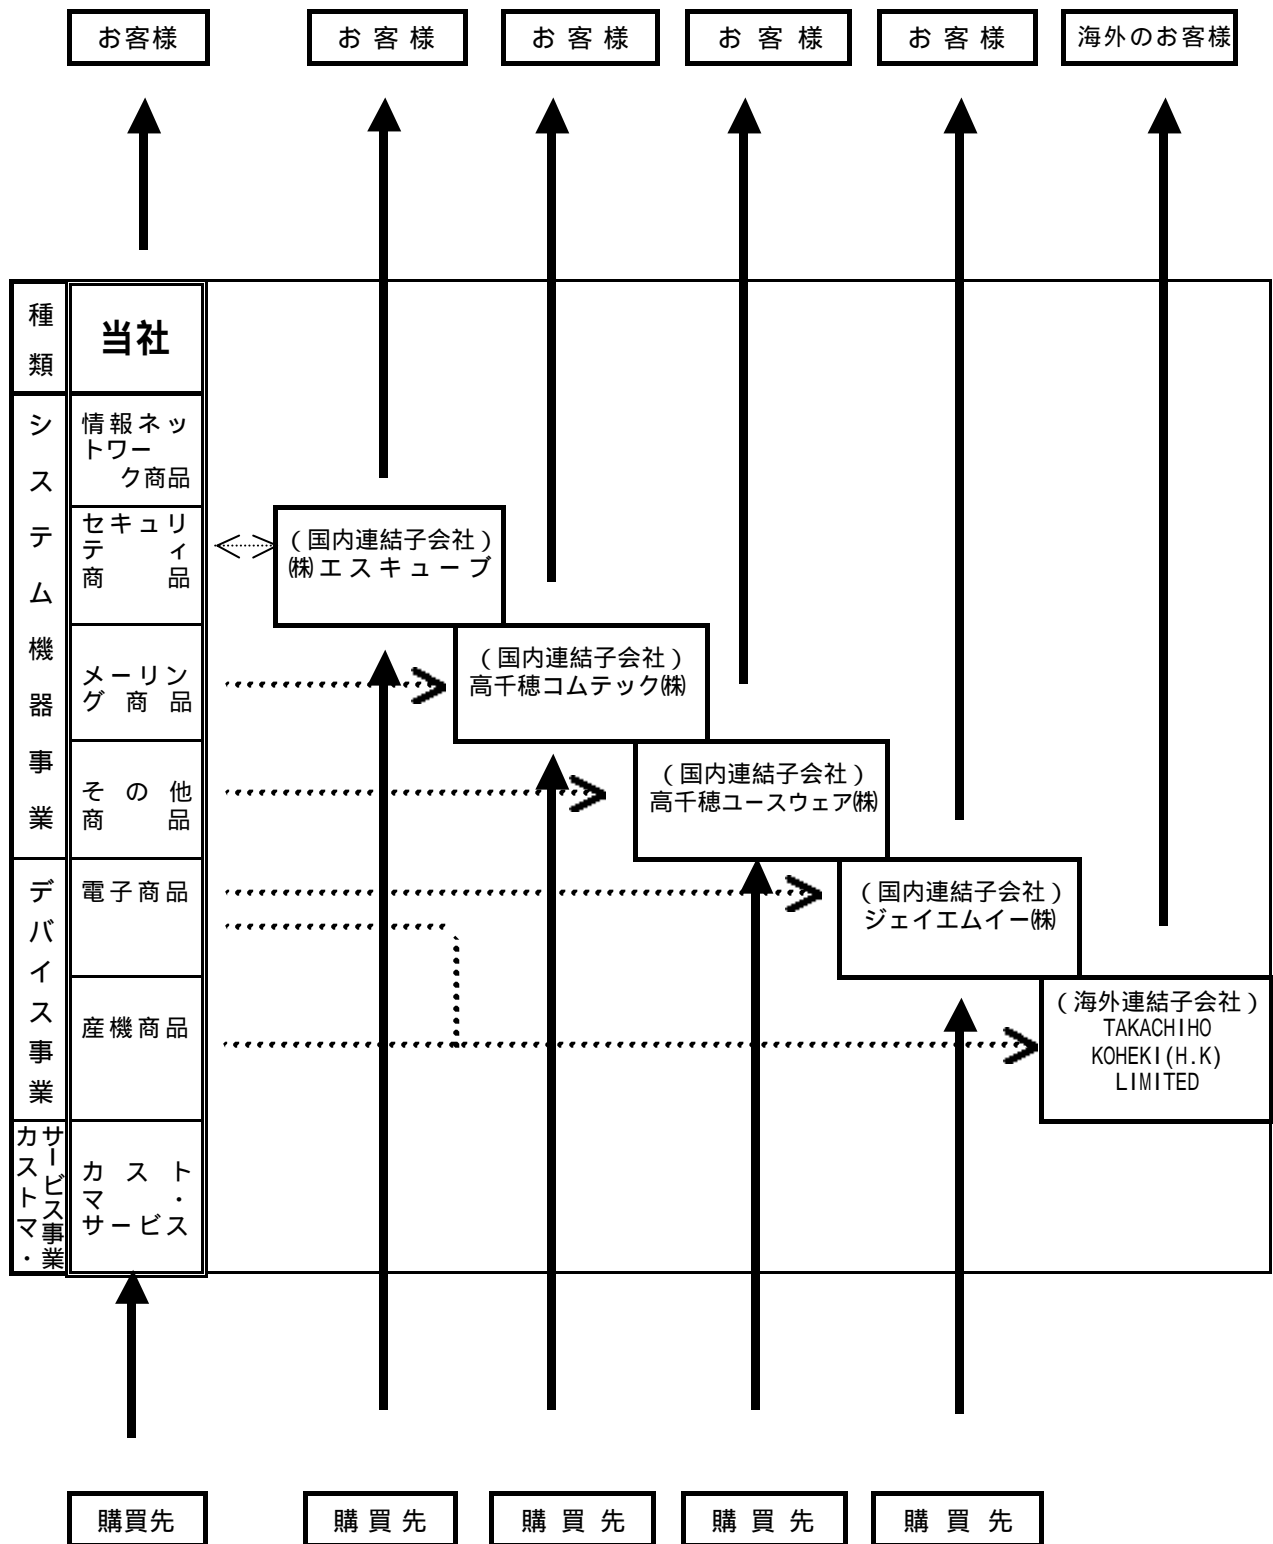 お客様
お客様
お客様
お客様
お客様
海外のお客様
種類
当社
システム機器事業
情報ネッ
トワー
ク商品
セキュリ
ティ
商品
(国内連結子会社)
㈱エスキューブ
メーリン
グ商品
(国内連結子会社)
高千穂コムテック㈱
その他
商品
(国内連結子会社)
高千穂ユースウェア㈱
デバイス事業
電子商品
(国内連結子会社)
ジェイエムイー㈱
産機商品
(海外連結子会社)
TAKACHIHO
KOHEKI(H.K)
LIMITED
カストマ・
サービス事業
カスト
マ・
サービス
購買先
購買先
購買先
購買先
購買先